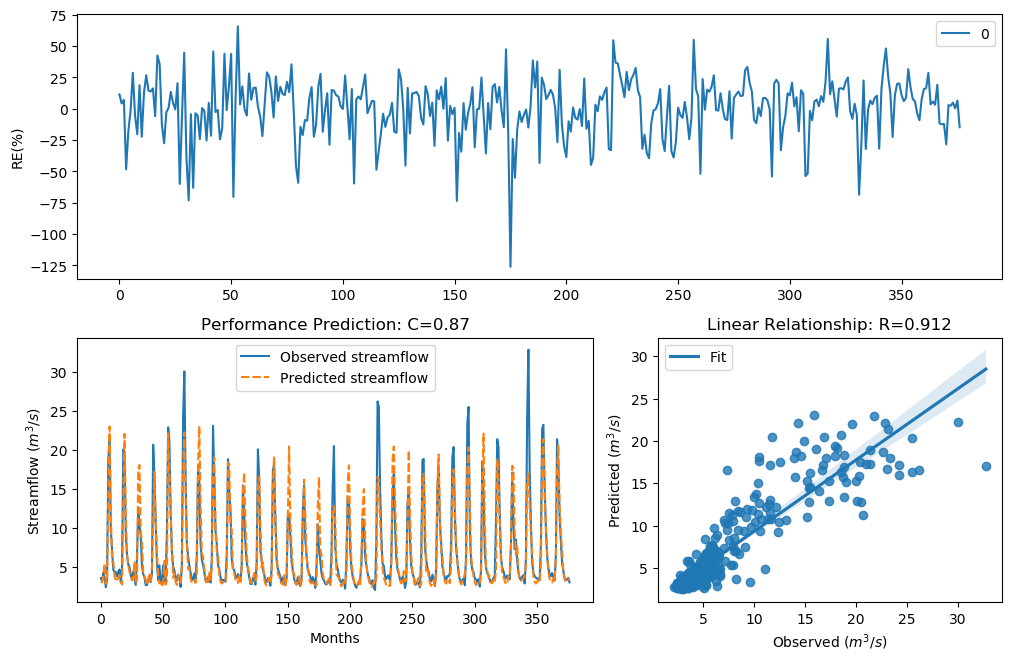 75
50
25
0
-25
-50
-75
-100
-125
RE(%)
0
0 50 100 150 200 250 300 350
Performance Prediction: C=0.87
Observed streamflow
Predicted streamflow
30
25
20
15
10
5
Streamflow (m³/s)
0 50 100 150 200 250 300 350
Months
Linear Relationship: R=0.912
Fit
30
25
20
15
10
5
Predicted (m³/s)
5 10 15 20 25 30
Observed (m³/s)